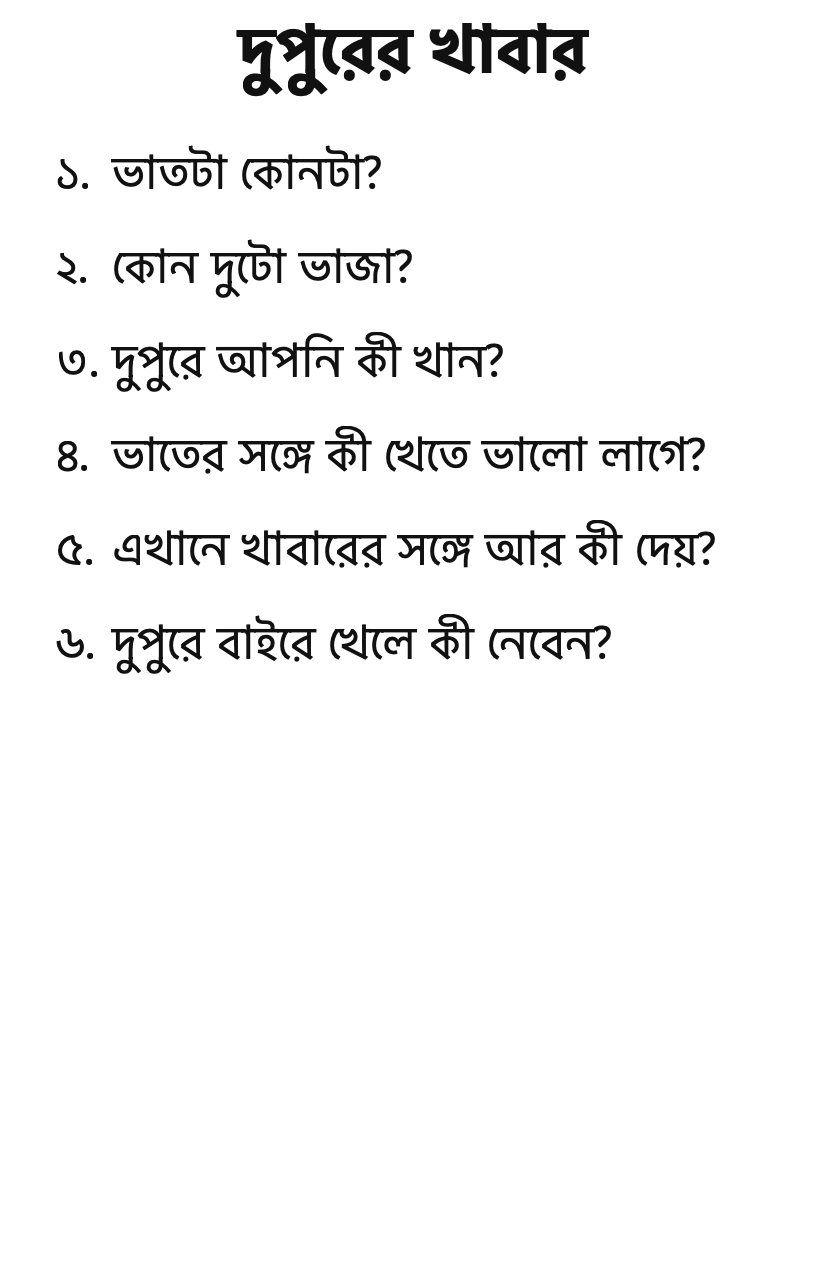 দুপুরের খাবার
১. ভাতটা কোনটা?
২. কোন দুটো ভাজা?
৩. দুপুরে আপনি কী খান?
৪. ভাতের সঙ্গে কী খেতে ভালো লাগে?
৫. এখানে খাবারের সঙ্গে আর কী দেয়?
৬. দুপুরে বাইরে খেলে কী নেবেন?